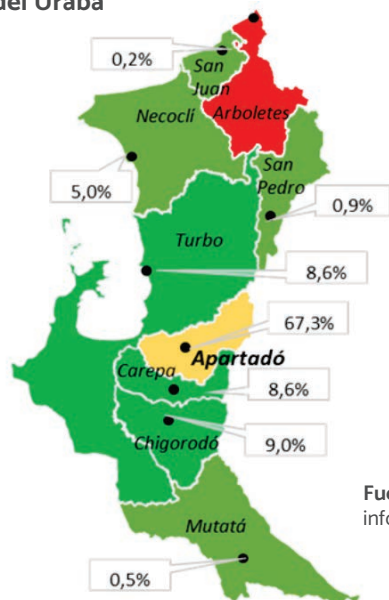 del Urabá
0,2%
San
Juan
Necoclí
Arboletes
San
Pedro
5,0%
0,9%
Turbo
8,6%
67,3%
Apartadó
Carepa
8,6%
9,0%
Chigorodó
Mutatá
0,5%